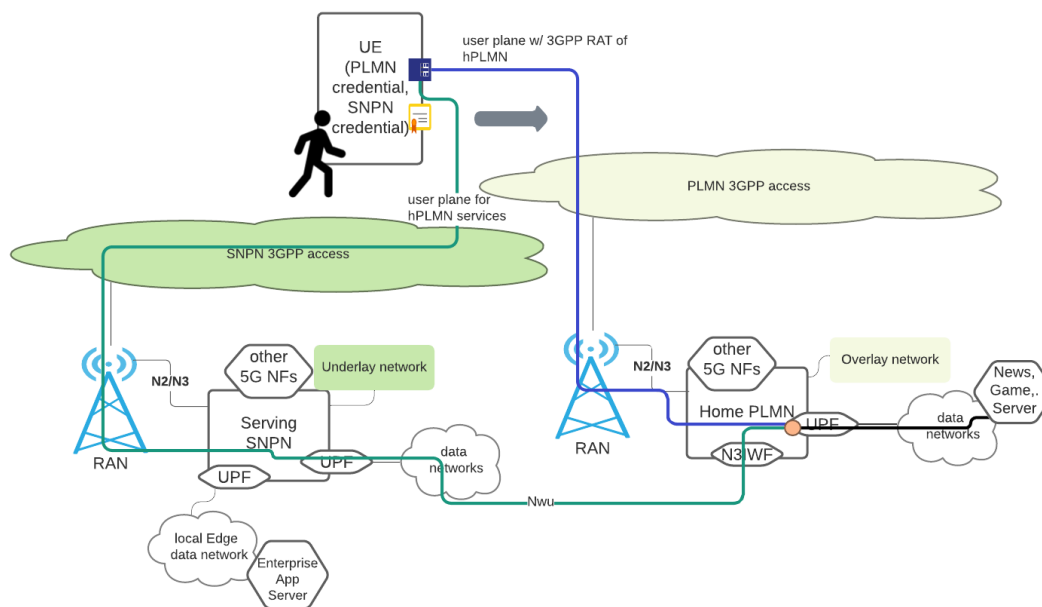 user plane w/ 3GPP RAT of
hPLMN
UE
(PLMN
credential,
SNPN
credential)
PLMN 3GPP access
user plane for
hPLMN services
SNPN 3GPP access
other
5G NFs
Underlay network
N2/N3
Serving
SNPN
RAN
UPF
UPF
data
networks
local Edge
data network
Enterprise
App
Server
Nwu
other
5G NFs
Overlay network
N2/N3
Home PLMN
RAN
UPF
N3IWF
data
networks
News,
Game,.
Server